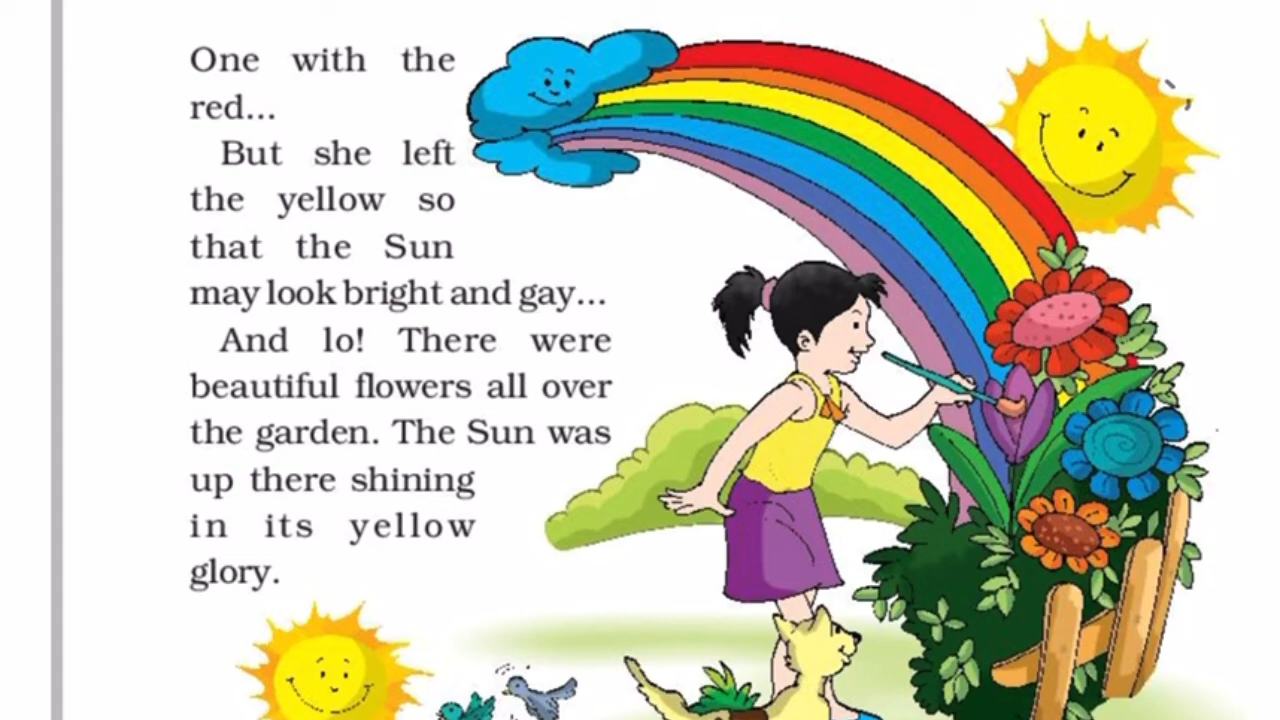 One with the
red...
But she left
the yellow so
that the Sun
may look bright and gay...
And lo! There were
beautiful flowers all over
the garden. The Sun was
up there shining
in its yellow
glory.